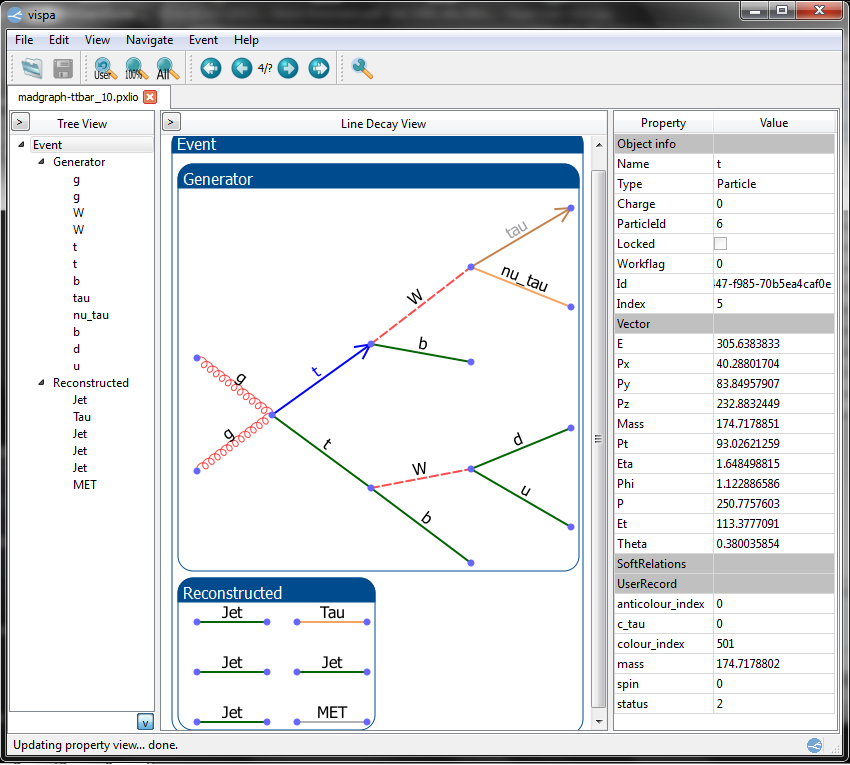 vispa
File Edit View Navigate Event Help
User 100% All 4/?
madgraph-ttbar_10.pxlio
> Tree View
Event
Generator
g
g
W
W
t
t
b
tau
nu_tau
b
d
u
Reconstructed
Jet
Tau
Jet
Jet
Jet
MET
v
> Line Decay View
Event
Generator
tau
nu_tau
W
b
t
g
g
t
W
d
u
b
Reconstructed
Jet Tau
Jet Jet
Jet MET
Property Value
Object info
Name t
Type Particle
Charge 0
ParticleId 6
Locked
Workflag 0
Id 47-f985-70b5ea4caf0e
Index 5
Vector
E 305.6383833
Px 40.28801704
Py 83.84957907
Pz 232.8832449
Mass 174.7178851
Pt 93.02621259
Eta 1.648498815
Phi 1.122886586
P 250.7757603
Et 113.3777091
Theta 0.380035854
SoftRelations
UserRecord
anticolour_index 0
c_tau 0
colour_index 501
mass 174.7178802
spin 0
status 2
Updating property view... done.